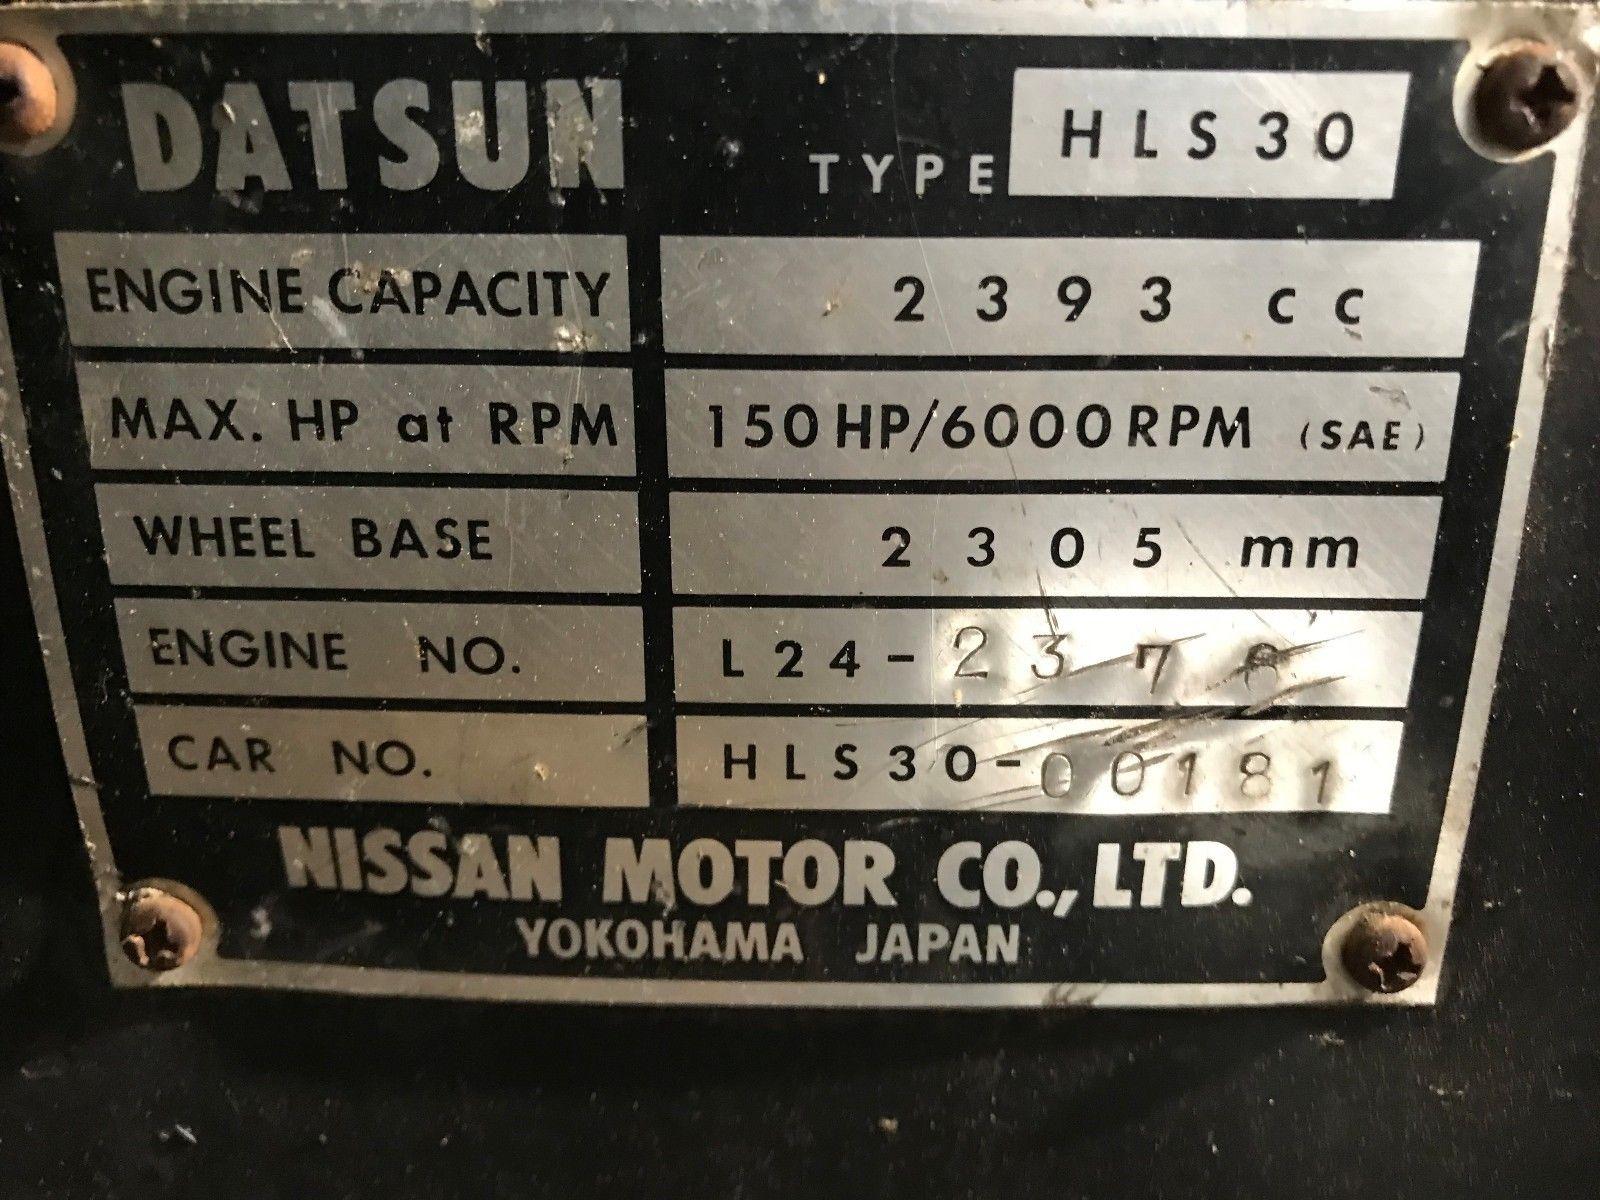 DATSUN TYPE HLS30
ENGINE CAPACITY 2393 cc
MAX. HP at RPM 150HP/6000RPM (SAE)
WHEEL BASE 2305 mm
ENGINE NO. L24-2378
CAR NO. HLS30-00181
NISSAN MOTOR CO., LTD.
YOKOHAMA JAPAN